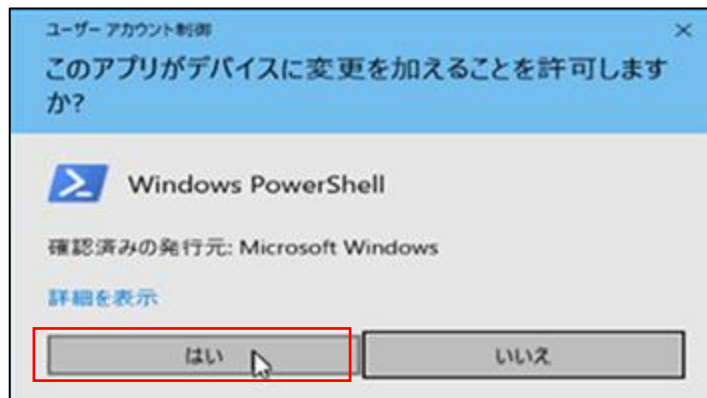 ユーザー アカウント制御
このアプリがデバイスに変更を加えることを許可します
か?
Windows PowerShell
確認済みの発行元: Microsoft Windows
詳細を表示
はい
いいえ